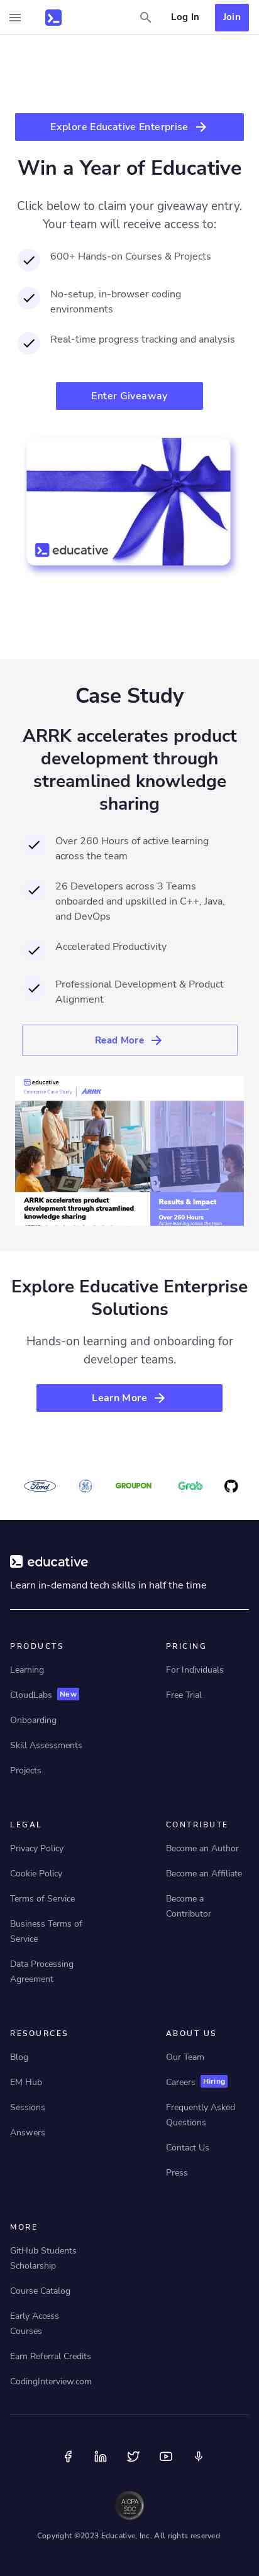 Log In
Join
Explore Educative Enterprise
Win a Year of Educative
Click below to claim your giveaway entry.
Your team will receive access to:
600+ Hands-on Courses & Projects
No-setup, in-browser coding
environments
Real-time progress tracking and analysis
Enter Giveaway
educative
Case Study
ARRK accelerates product
development through
streamlined knowledge
sharing
Over 260 Hours of active learning
across the team
26 Developers across 3 Teams
onboarded and upskilled in C++, Java,
and DevOps
Accelerated Productivity
Professional Development & Product
Alignment
Read More
educative
Enterprise Case Study
ARRK
ARRK accelerates product
development through streamlined
knowledge sharing
Results & Impact
Over 260 Hours
Explore Educative Enterprise
Solutions
Hands-on learning and onboarding for
developer teams.
Learn More
Ford
GE
GROUPON
Grab
educative
Learn in-demand tech skills in half the time
PRODUCTS
Learning
CloudLabs New
Onboarding
Skill Assessments
Projects
PRICING
For Individuals
Free Trial
LEGAL
Privacy Policy
Cookie Policy
Terms of Service
Business Terms of
Service
Data Processing
Agreement
CONTRIBUTE
Become an Author
Become an Affiliate
Become a
Contributor
RESOURCES
Blog
EM Hub
Sessions
Answers
ABOUT US
Our Team
Careers Hiring
Frequently Asked
Questions
Contact Us
Press
MORE
GitHub Students
Scholarship
Course Catalog
Early Access
Courses
Earn Referral Credits
CodingInterview.com
AICPA
SOC
Copyright ©2023 Educative, Inc. All rights reserved.